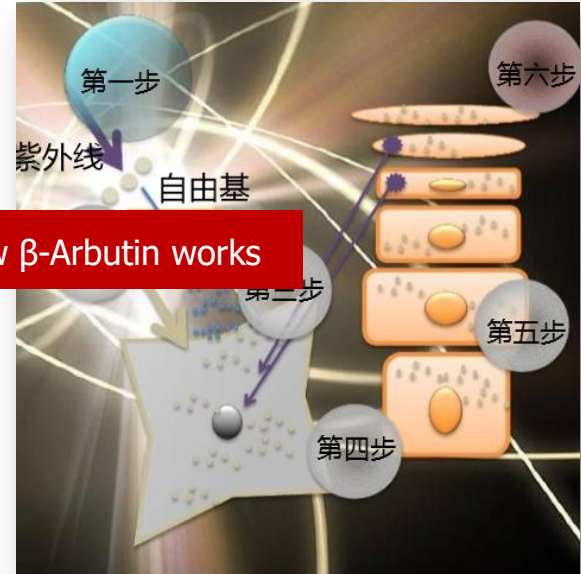 第一步
第六步
紫外线
自由基
β-Arbutin works
第三步
第五步
第四步